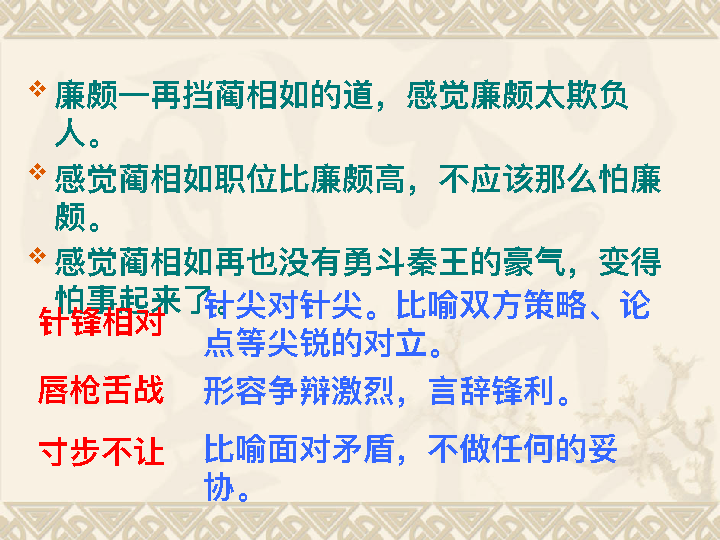 廉颇一再挡蔺相如的道，感觉廉颇太欺负
人。
感觉蔺相如职位比廉颇高，不应该那么怕廉
颇。
感觉蔺相如再也没有勇斗秦王的豪气，变得
怕事起来了。
针锋相对
针尖对针尖。比喻双方策略、论
点等尖锐的对立。
唇枪舌战
形容争辩激烈，言辞锋利。
寸步不让
比喻面对矛盾，不做任何的妥
协。